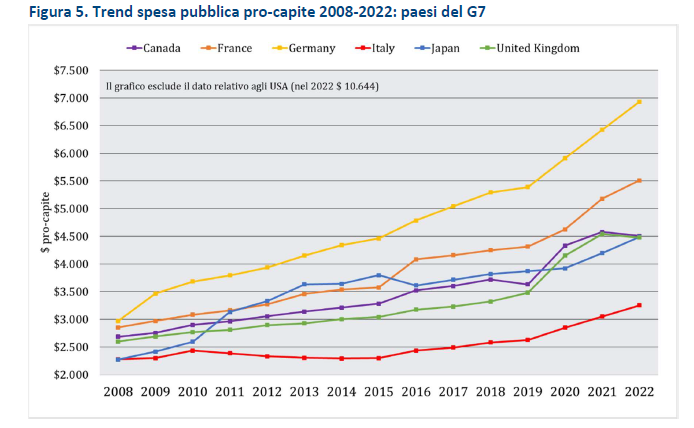 Figura 5. Trend spesa pubblica pro-capite 2008-2022: paesi del G7
Canada France Germany Italy Japan United Kingdom
Il grafico esclude il dato relativo agli USA (nel 2022 $ 10.644)
$7.500
$7.000
$6.500
$6.000
$5.500
$5.000
$4.500
$4.000
$3.500
$3.000
$2.500
$2.000
$ pro-capite
2008 2009 2010 2011 2012 2013 2014 2015 2016 2017 2018 2019 2020 2021 2022